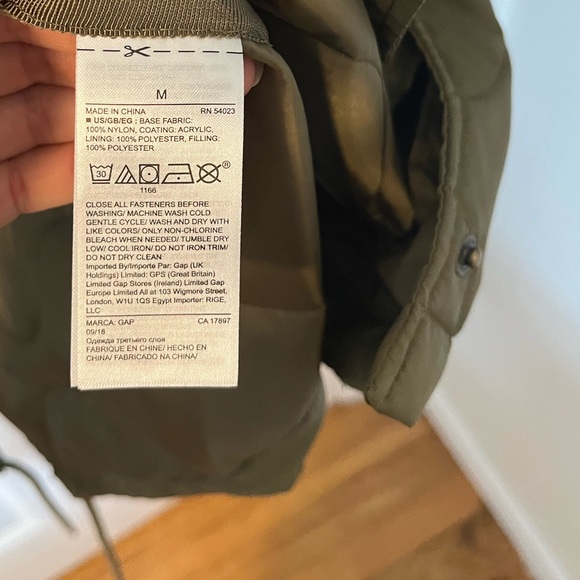 M
MADE IN CHINA RN 54023
■ US/GB/EG : BASE FABRIC:
100% NYLON, COATING: ACRYLIC,
LINING: 100% POLYESTER, FILLING:
100% POLYESTER
30
®
1166
CLOSE ALL FASTENERS BEFORE
WASHING/ MACHINE WASH COLD
GENTLE CYCLE/ WASH AND DRY WITH
LIKE COLORS/ ONLY NON-CHLORINE
BLEACH WHEN NEEDED/ TUMBLE DRY
LOW/ COOL IRON/ DO NOT IRON TRIM/
DO NOT DRY CLEAN
Imported By/Importe Par: Gap (UK
Holdings) Limited: GPS (Great Britain)
Limited Gap Stores (Ireland) Limited Gap
Europe Limited All at 103 Wigmore Street,
London, W1U 1QS Egypt Importer: RIGE,
LLC
MARCA: GAP CA 17897
09/18
Одежда третьего слоя
FABRIQUE EN CHINE/ HECHO EN
CHINA/ FABRICADO NA CHINA/